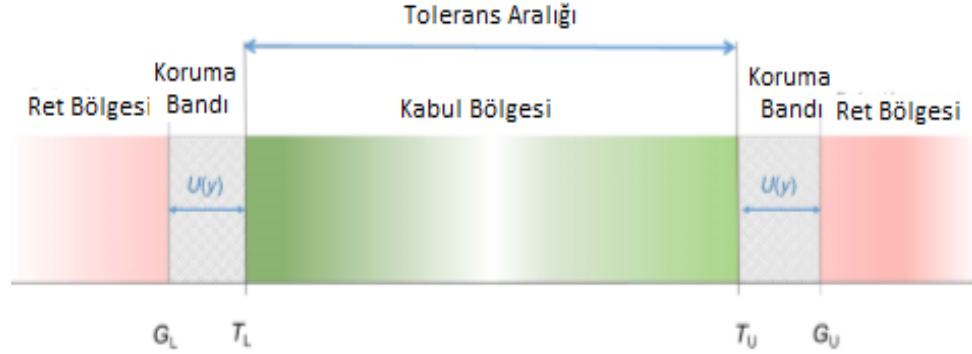 Tolerans Aralığı
Koruma
Bandı
Ret Bölgesi
Kabul Bölgesi
Koruma
Bandı
Ret Bölgesi
U(y)
U(y)
G_L
T_L
T_U
G_U